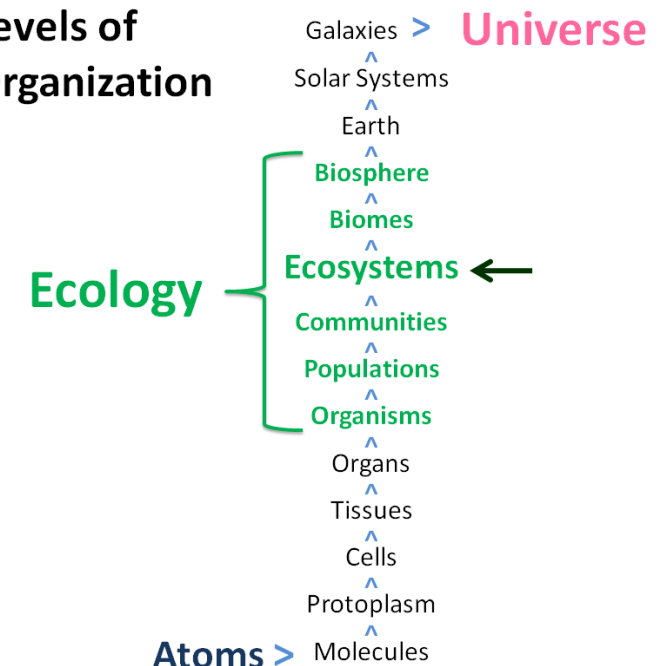 evels of
rganization
Galaxies > Universe
^
Solar Systems
^
Earth
^
Biosphere
^
Biomes
^
Ecosystems
^
Ecology
Communities
^
Populations
^
Organisms
^
Organs
^
Tissues
^
Cells
^
Protoplasm
^
Atoms > Molecules